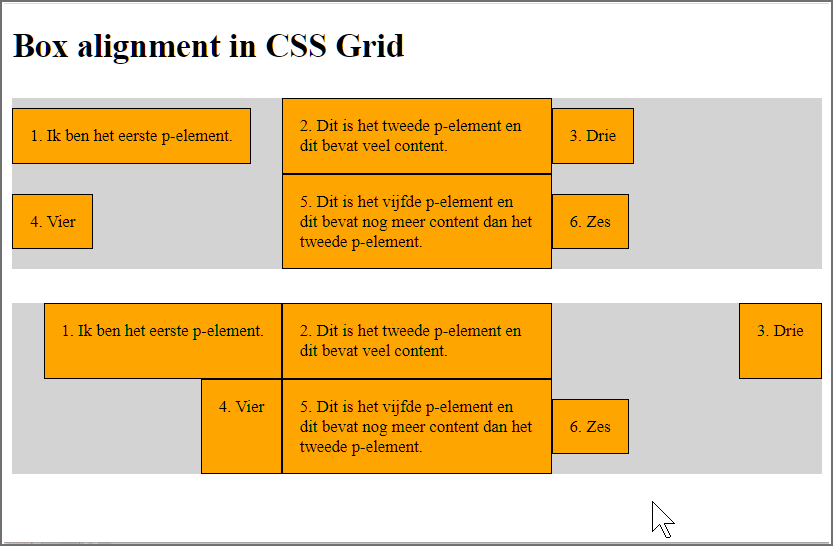 Box alignment in CSS Grid
1. Ik ben het eerste p-element.
2. Dit is het tweede p-element en
dit bevat veel content.
3. Drie
4. Vier
5. Dit is het vijfde p-element en
dit bevat nog meer content dan het
tweede p-element.
6. Zes
1. Ik ben het eerste p-element.
2. Dit is het tweede p-element en
dit bevat veel content.
3. Drie
4. Vier
5. Dit is het vijfde p-element en
dit bevat nog meer content dan het
tweede p-element.
6. Zes